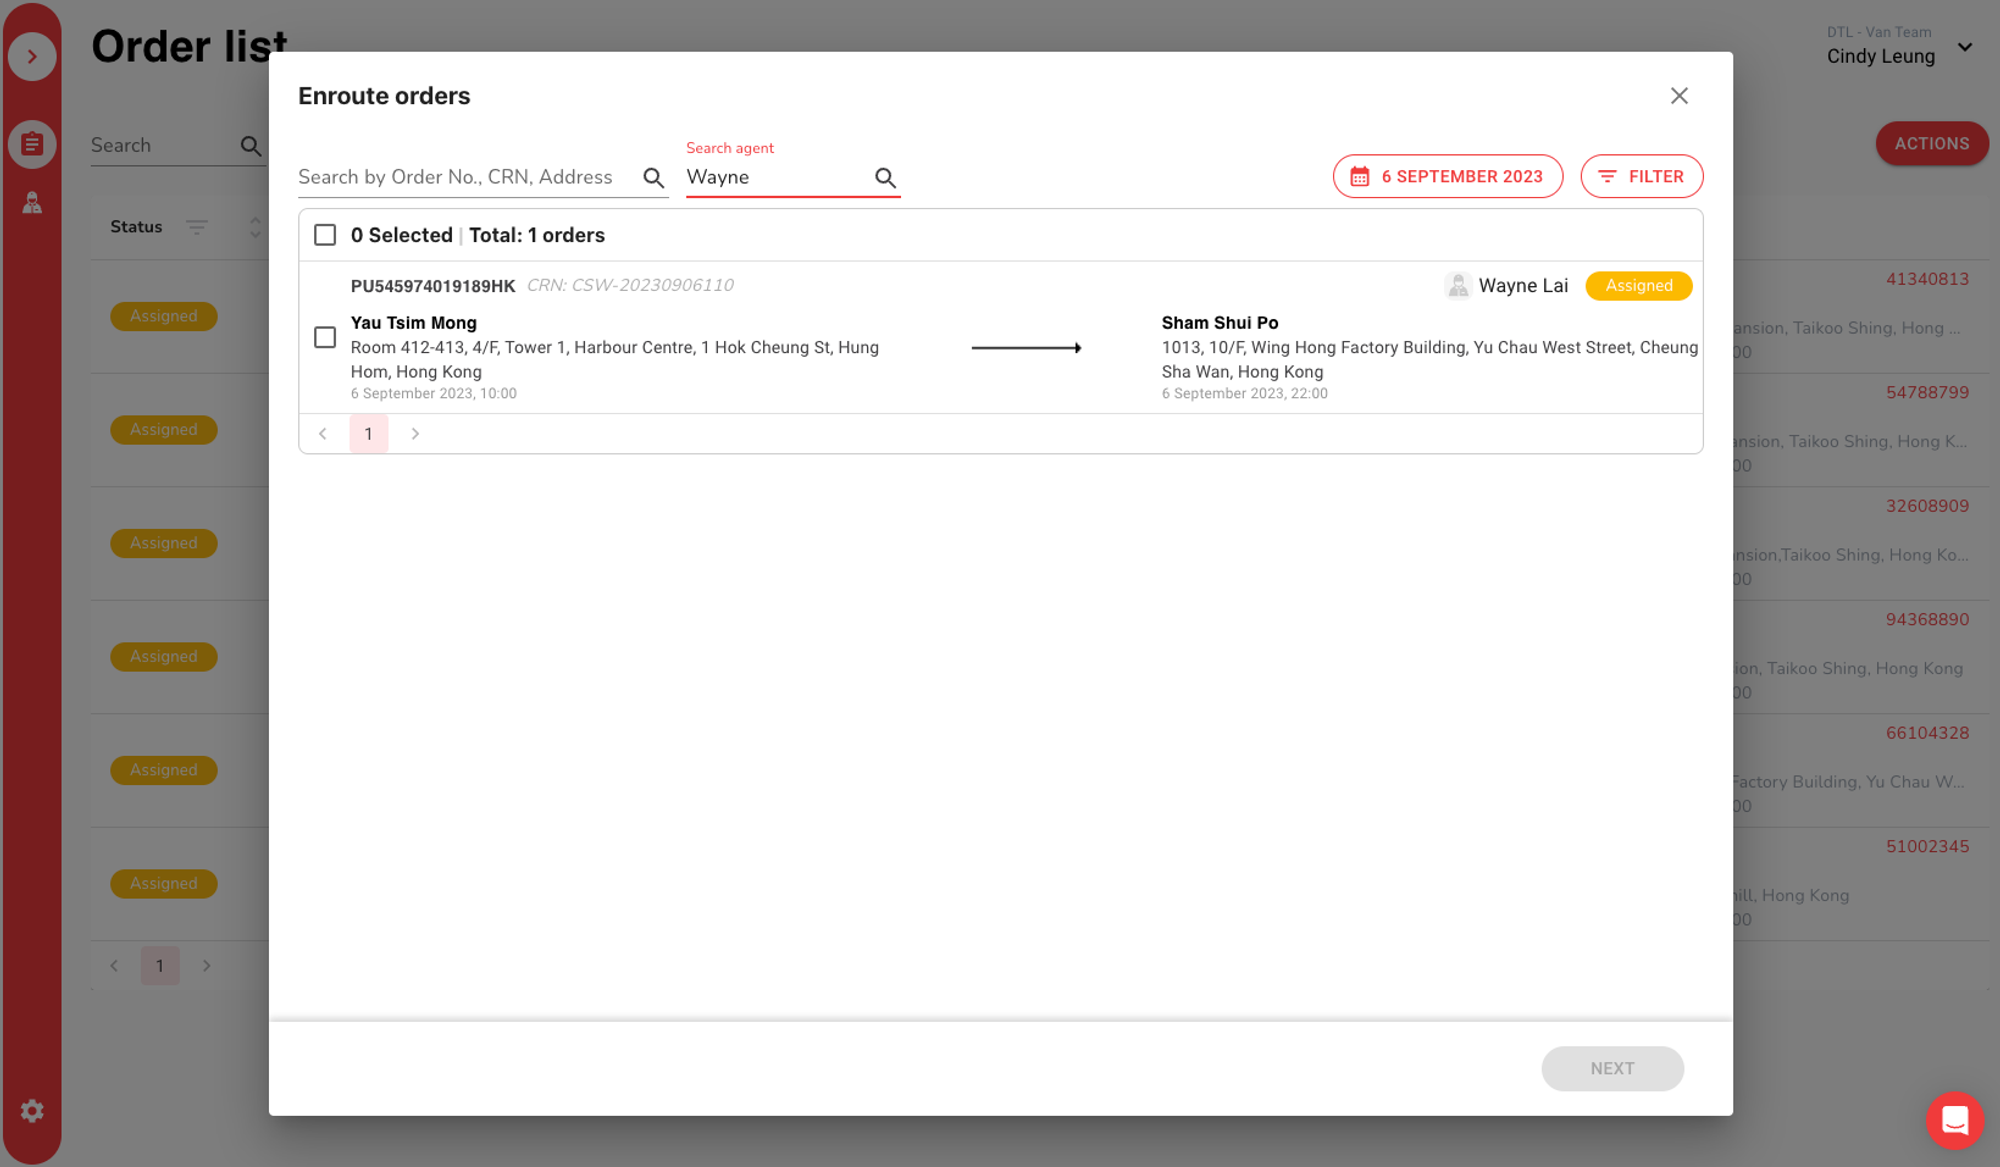 Order list
DTL - Van Team
Cindy Leung
Search
ACTIONS
Enroute orders
Search by Order No., CRN, Address
Search agent
Wayne
6 SEPTEMBER 2023
FILTER
0 Selected | Total: 1 orders
PU545974019189HK CRN: CSW-20230906110
Wayne Lai
Assigned
Yau Tsim Mong
Room 412-413, 4/F, Tower 1, Harbour Centre, 1 Hok Cheung St, Hung
Hom, Hong Kong
6 September 2023, 10:00
Sham Shui Po
1013, 10/F, Wing Hong Factory Building, Yu Chau West Street, Cheung
Sha Wan, Hong Kong
6 September 2023, 22:00
1
NEXT
Status
Assigned
41340813
ansion, Taikoo Shing, Hong ...
00
Assigned
54788799
ansion, Taikoo Shing, Hong K...
00
Assigned
32608909
nsion,Taikoo Shing, Hong Ko...
00
Assigned
94368890
ion, Taikoo Shing, Hong Kong
00
Assigned
66104328
Factory Building, Yu Chau W...
00
Assigned
51002345
hill, Hong Kong
00
1